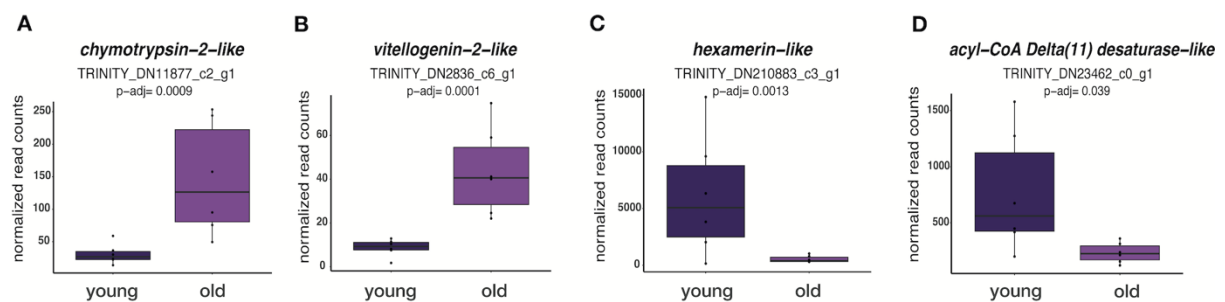 A
chymotrypsin-2-like
TRINITY_DN11877_c2_g1
p-adj= 0.0009
normalized read counts
250
200
150
100
50
young
old
B
vitellogenin-2-like
TRINITY_DN2836_c6_g1
p-adj= 0.0001
normalized read counts
60
40
20
0
young
old
C
hexamerin-like
TRINITY_DN210883_c3_g1
p-adj= 0.0013
normalized read counts
15000
10000
5000
0
young
old
D
acyl-CoA Delta(11) desaturase-like
TRINITY_DN23462_c0_g1
p-adj= 0.039
normalized read counts
1500
1000
500
young
old